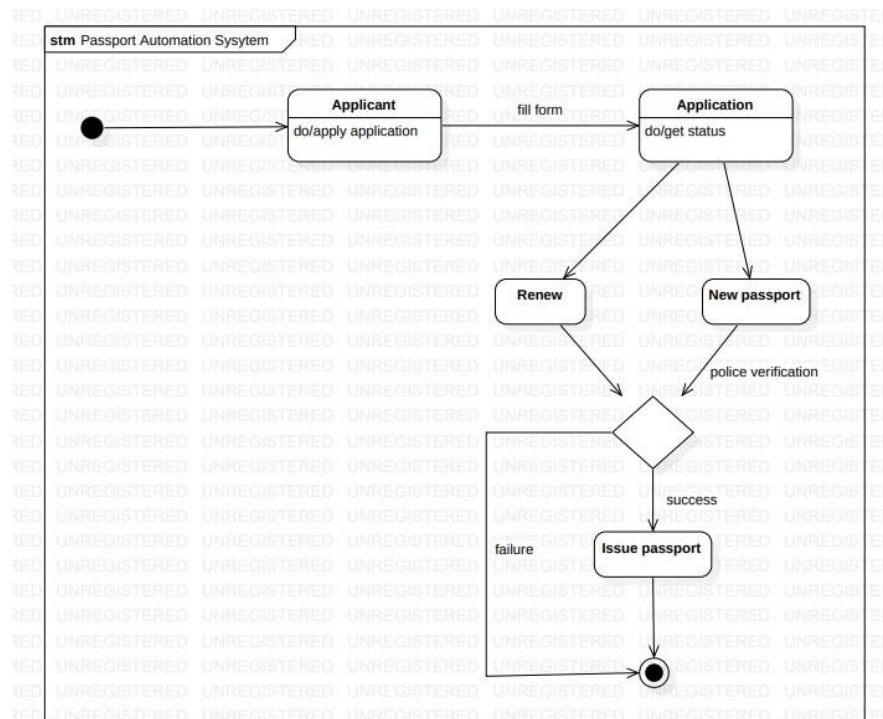 stm Passport Automation Sysytem
Applicant
do/apply application
fill form
Application
do/get status
Renew
New passport
police verification
success
failure
Issue passport
UNREGISTERED